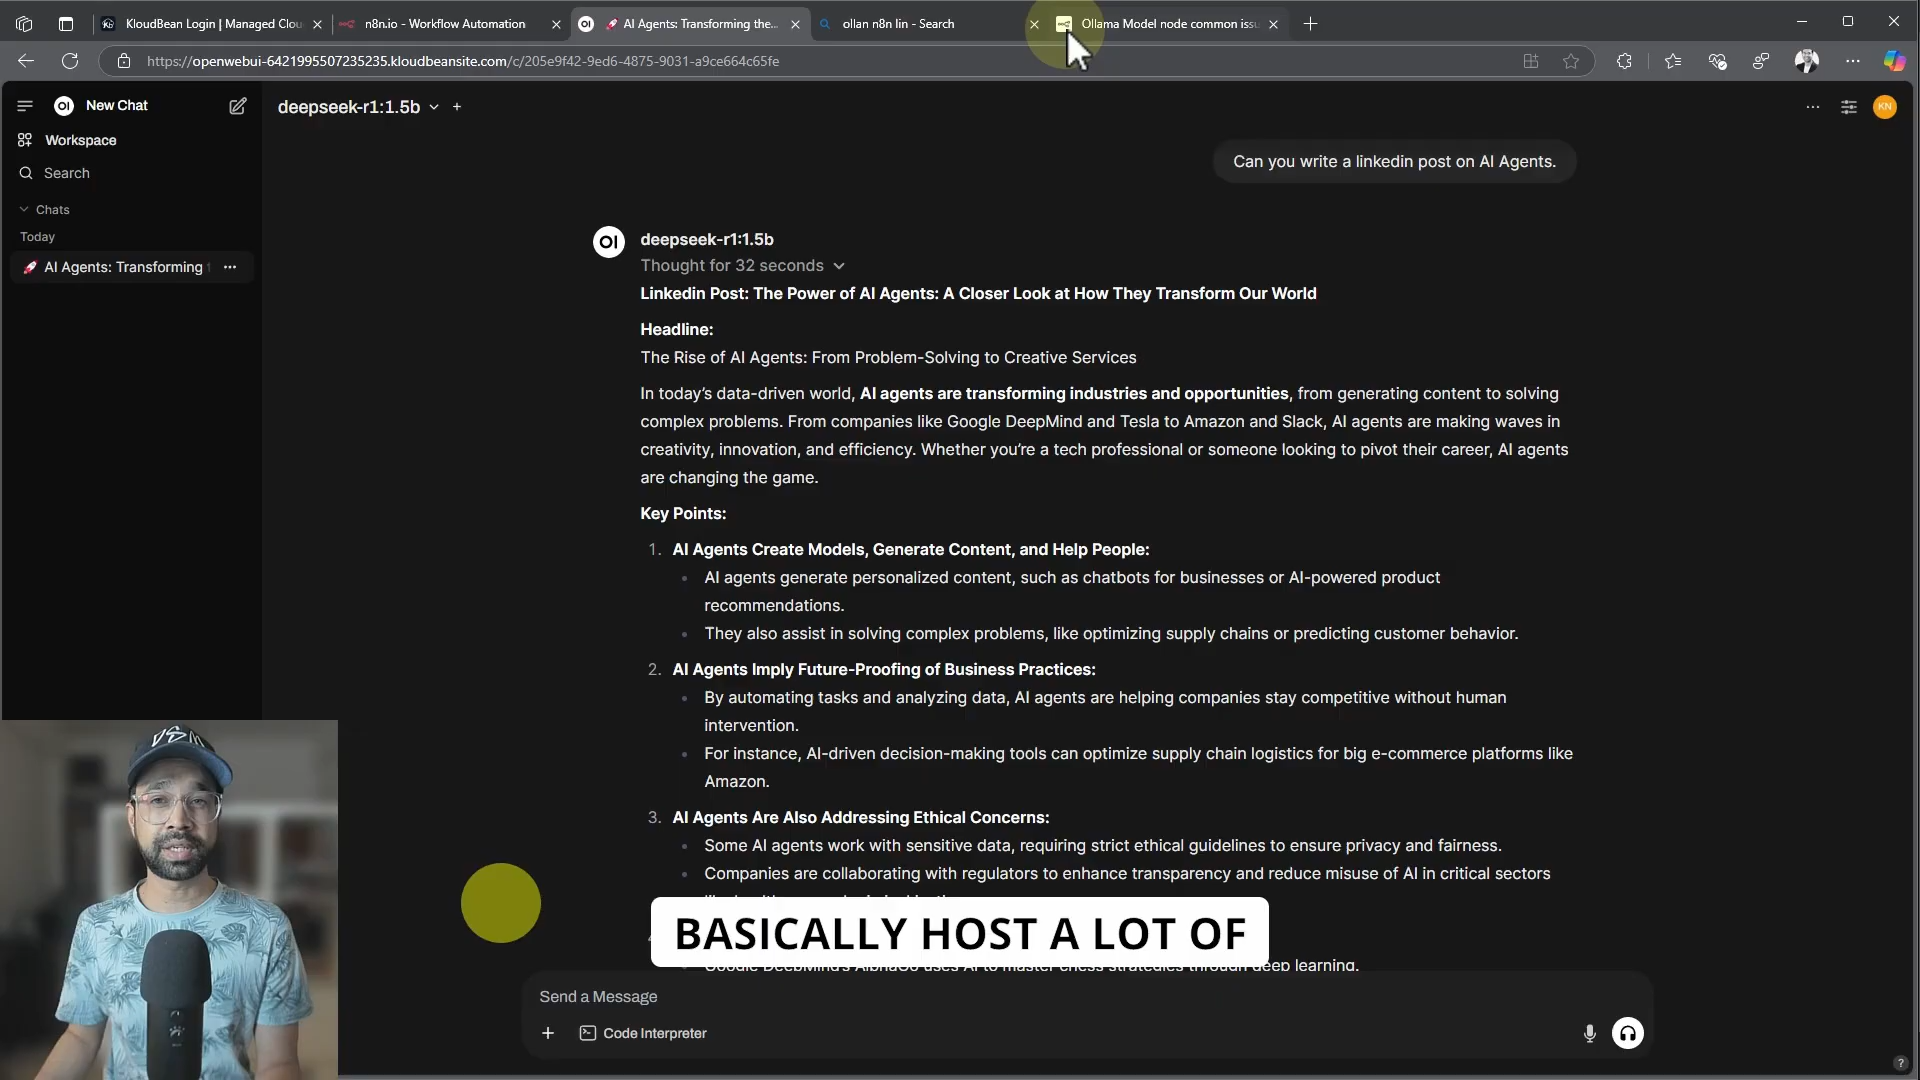 KloudBean Login | Managed Clou
n8n.io - Workflow Automation
🚀 AI Agents: Transforming the...
ollan n8n lin - Search
Ollama Model node common issu
https://openwebui-6421995507235235.kloudbeansite.com/c/205e9f42-9ed6-4875-9031-a9ce664c65fe
OI New Chat
deepseek-r1:1.5b
KN
Workspace
Search
Chats
Today
🚀 AI Agents: Transforming
Can you write a linkedin post on AI Agents.
OI
deepseek-r1:1.5b
Thought for 32 seconds
Linkedin Post: The Power of AI Agents: A Closer Look at How They Transform Our World
Headline:
The Rise of AI Agents: From Problem-Solving to Creative Services
In today's data-driven world, AI agents are transforming industries and opportunities, from generating content to solving
complex problems. From companies like Google DeepMind and Tesla to Amazon and Slack, AI agents are making waves in
creativity, innovation, and efficiency. Whether you're a tech professional or someone looking to pivot their career, AI agents
are changing the game.
Key Points:
1. AI Agents Create Models, Generate Content, and Help People:
• AI agents generate personalized content, such as chatbots for businesses or AI-powered product
recommendations.
• They also assist in solving complex problems, like optimizing supply chains or predicting customer behavior.
2. AI Agents Imply Future-Proofing of Business Practices:
• By automating tasks and analyzing data, AI agents are helping companies stay competitive without human
intervention.
• For instance, AI-driven decision-making tools can optimize supply chain logistics for big e-commerce platforms like
Amazon.
3. AI Agents Are Also Addressing Ethical Concerns:
• Some AI agents work with sensitive data, requiring strict ethical guidelines to ensure privacy and fairness.
• Companies are collaborating with regulators to enhance transparency and reduce misuse of AI in critical sectors
BASICALLY HOST A LOT OF
Google DeepMind's AlphaGo uses AI to master chess strategies through deep learning.
Send a Message
Code Interpreter
?